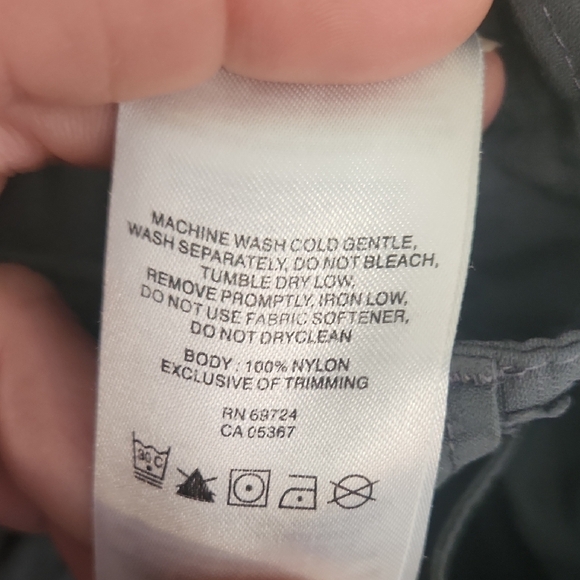 MACHINE WASH COLD GENTLE,
WASH SEPARATELY, DO NOT BLEACH,
TUMBLE DRY LOW,
REMOVE PROMPTLY, IRON LOW,
DO NOT USE FABRIC SOFTENER,
DO NOT DRYCLEAN
BODY : 100% NYLON
EXCLUSIVE OF TRIMMING
RN 69724
CA 05367
30 C